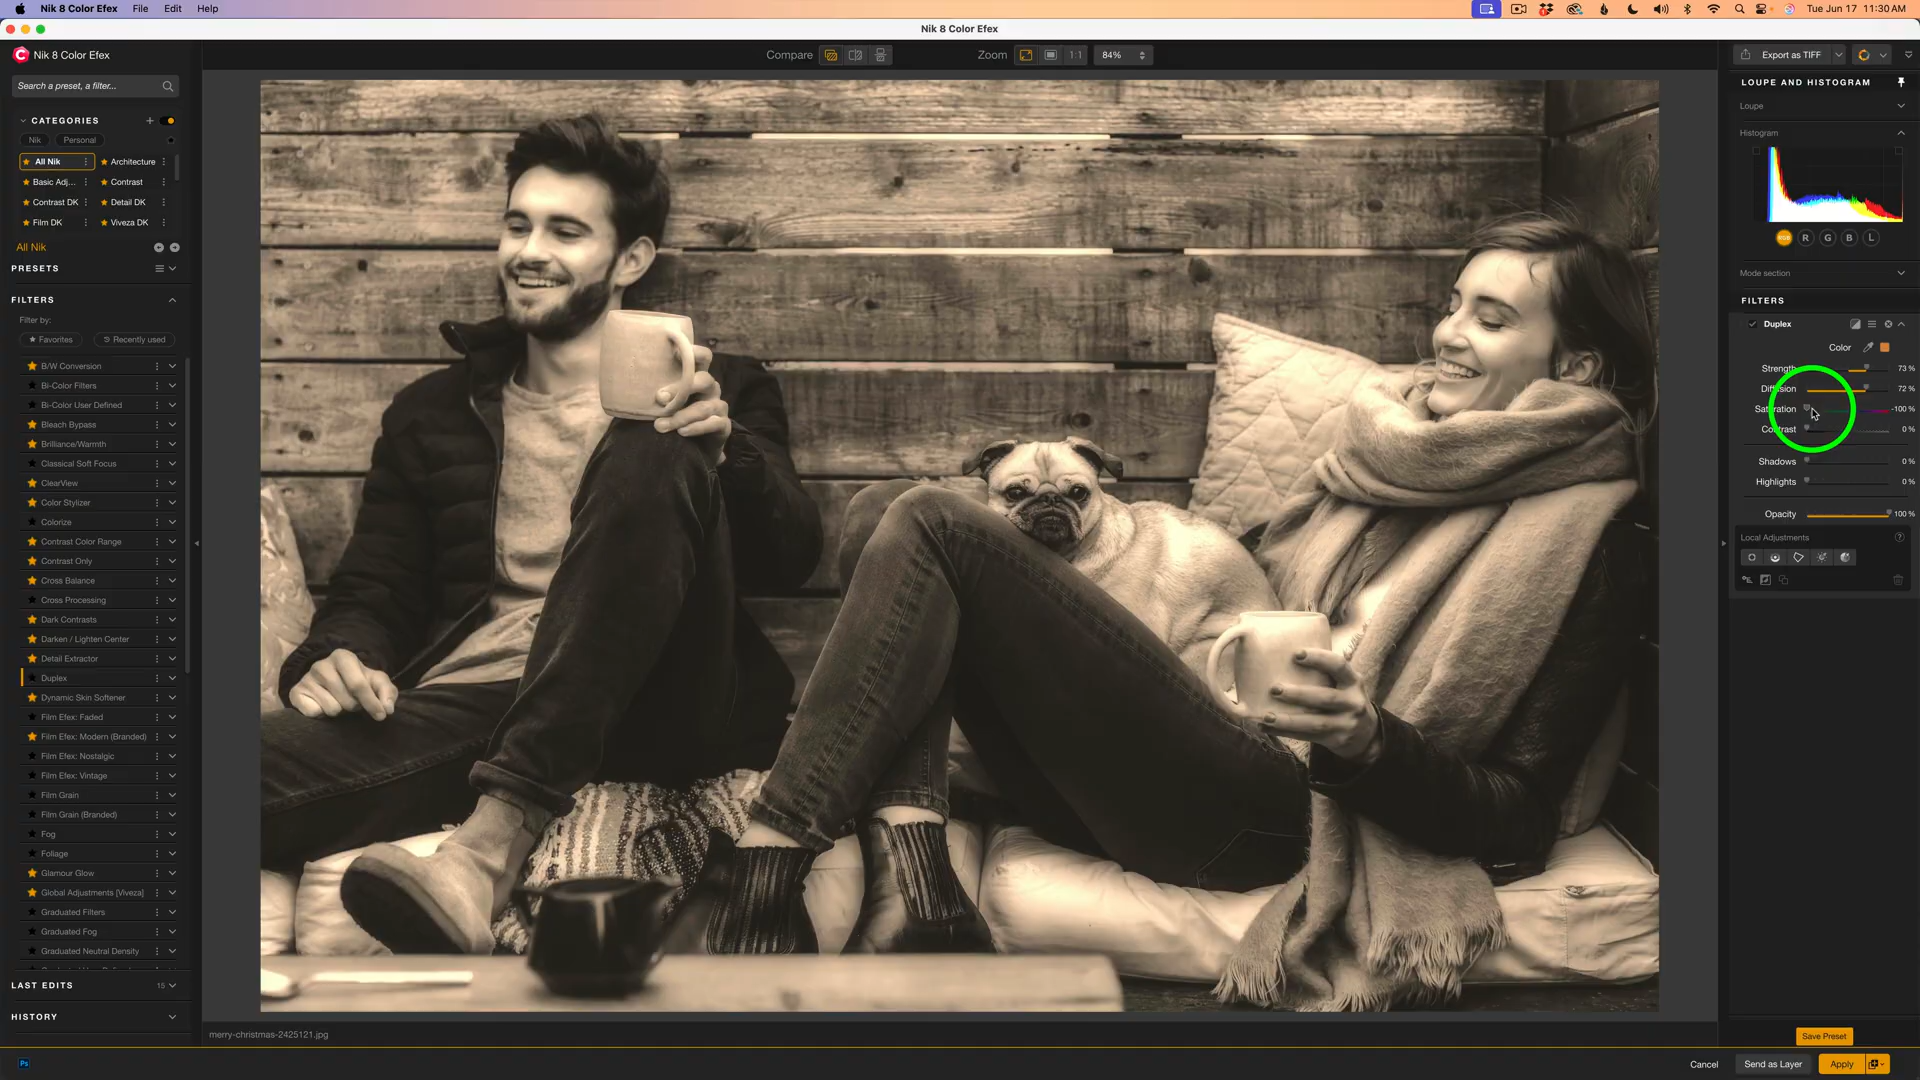 Nik 8 Color Efex File Edit Help
Tue Jun 17 11:30 AM
Nik 8 Color Efex
Nik 8 Color Efex
Compare
Zoom
84%
Export as TIFF
Search a preset, a filter...
CATEGORIES
Nik
Personal
All Nik
Architecture
Basic Adj...
Contrast
Contrast DK
Detail DK
Film DK
Viveza DK
All Nik
PRESETS
FILTERS
Filter by:
Favorites
Recently used
B/W Conversion
Bi-Color Filters
Bi-Color User Defined
Bleach Bypass
Brilliance/Warmth
Classical Soft Focus
ClearView
Color Stylizer
Colorize
Contrast Color Range
Contrast Only
Cross Balance
Cross Processing
Dark Contrasts
Darken / Lighten Center
Detail Extractor
Duplex
Dynamic Skin Softener
Film Efex: Faded
Film Efex: Modern (Branded)
Film Efex: Nostalgic
Film Efex: Vintage
Film Grain
Film Grain (Branded)
Fog
Foliage
Glamour Glow
Global Adjustments [Viveza]
Graduated Filters
Graduated Fog
Graduated Neutral Density
LAST EDITS 15
HISTORY
merry-christmas-2425121.jpg
Ps
LOUPE AND HISTOGRAM
Loupe
Histogram
RGB R G B L
Mode section
FILTERS
Duplex
Color
Strength 73 %
Diffusion 72 %
Saturation -100 %
Contrast 0 %
Shadows 0 %
Highlights 0 %
Opacity 100 %
Local Adjustments
?
Save Preset
Cancel
Send as Layer
Apply